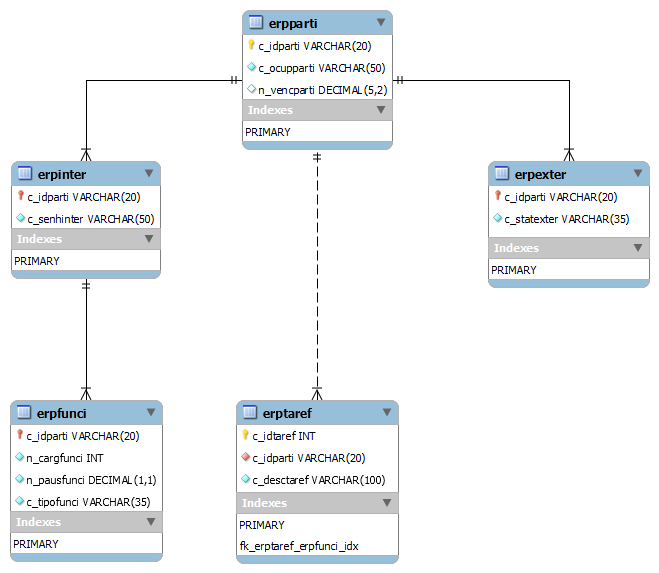 erpparti
c_idparti VARCHAR(20)
c_ocupparti VARCHAR(50)
n_vencparti DECIMAL(5,2)
Indexes
PRIMARY
erpinter
c_idparti VARCHAR(20)
c_senhinter VARCHAR(50)
Indexes
PRIMARY
erpexter
c_idparti VARCHAR(20)
c_statexter VARCHAR(35)
Indexes
PRIMARY
erpfunci
c_idparti VARCHAR(20)
n_cargfunci INT
n_pausfunci DECIMAL(1,1)
c_tipofunci VARCHAR(35)
Indexes
PRIMARY
erptaref
c_idtaref INT
c_idparti VARCHAR(20)
c_desctaref VARCHAR(100)
Indexes
PRIMARY
fk_erptaref_erpfunci_idx